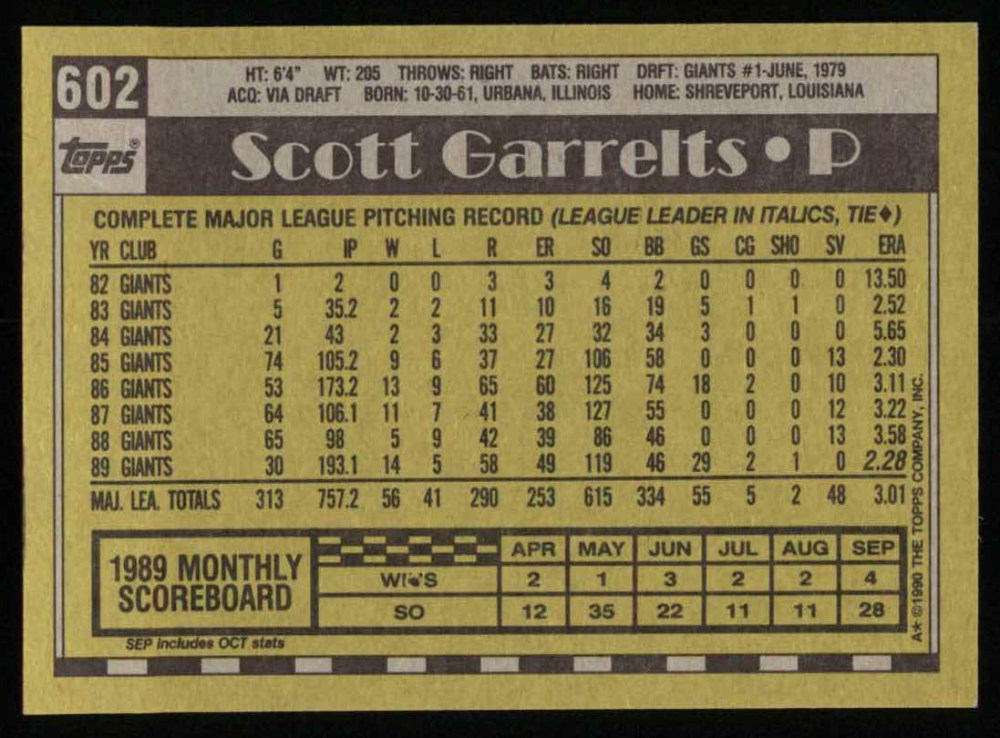 602
HT: 6'4" WT: 205 THROWS: RIGHT BATS: RIGHT DRFT: GIANTS #1-JUNE, 1979
ACQ: VIA DRAFT BORN: 10-30-61, URBANA, ILLINOIS HOME: SHREVEPORT, LOUISIANA
topps®
Scott Garrelts • P
COMPLETE MAJOR LEAGUE PITCHING RECORD (LEAGUE LEADER IN ITALICS, TIE♦)
YR CLUB G IP W L R ER SO BB GS CG SHO SV ERA
82 GIANTS 1 2 0 0 3 3 4 2 0 0 0 0 13.50
83 GIANTS 5 35.2 2 2 11 10 16 19 5 1 1 0 2.52
84 GIANTS 21 43 2 3 33 27 32 34 3 0 0 0 5.65
85 GIANTS 74 105.2 9 6 37 27 106 58 0 0 0 13 2.30
86 GIANTS 53 173.2 13 9 65 60 125 74 18 2 0 10 3.11
87 GIANTS 64 106.1 11 7 41 38 127 55 0 0 0 12 3.22
88 GIANTS 65 98 5 9 42 39 86 46 0 0 0 13 3.58
89 GIANTS 30 193.1 14 5 58 49 119 46 29 2 1 0 2.28
MAJ. LEA. TOTALS 313 757.2 56 41 290 253 615 334 55 5 2 48 3.01
1989 MONTHLY
SCOREBOARD
APR MAY JUN JUL AUG SEP
WINS 2 1 3 2 2 4
SO 12 35 22 11 11 28
SEP includes OCT stats
A* ©1990 THE TOPPS COMPANY, INC.